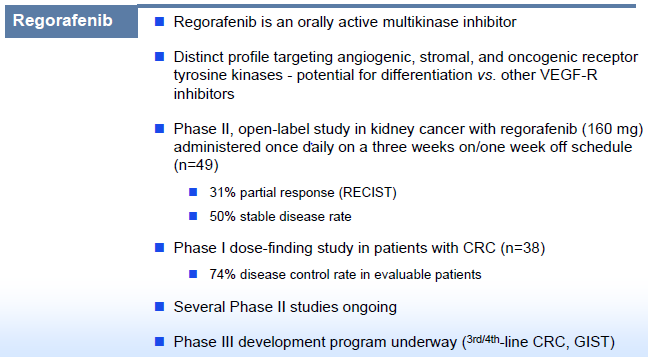 Regorafenib
Regorafenib is an orally active multikinase inhibitor
Distinct profile targeting angiogenic, stromal, and oncogenic receptor
tyrosine kinases - potential for differentiation vs. other VEGF-R
inhibitors
Phase II, open-label study in kidney cancer with regorafenib (160 mg)
administered once daily on a three weeks on/one week off schedule
(n=49)
31% partial response (RECIST)
50% stable disease rate
Phase I dose-finding study in patients with CRC (n=38)
74% disease control rate in evaluable patients
Several Phase II studies ongoing
Phase III development program underway (3rd/4th-line CRC, GIST)